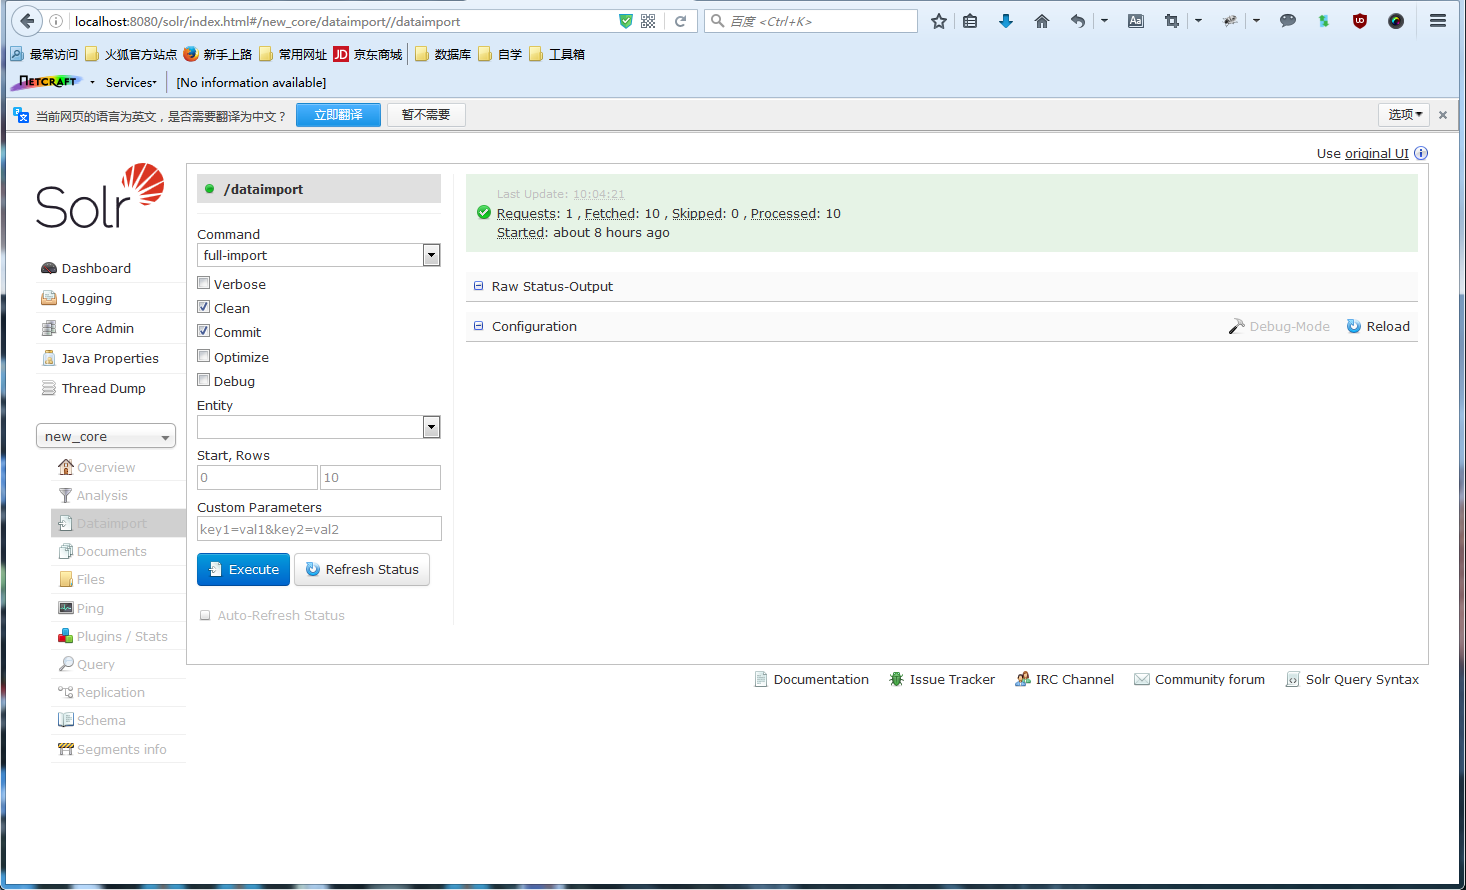 localhost:8080/solr/index.html#/new_core/dataimport//dataimport
百度 <Ctrl+K>
最常访问 火狐官方站点 新手上路 常用网址 JD 京东商城 数据库 自学 工具箱
NETCRAFT Services [No information available]
当前网页的语言为英文，是否需要翻译为中文？ 立即翻译 暂不需要 选项
Use original UI
Solr
Dashboard
Logging
Core Admin
Java Properties
Thread Dump
new_core
Overview
Analysis
Dataimport
Documents
Files
Ping
Plugins / Stats
Query
Replication
Schema
Segments info
/dataimport
Command
full-import
Verbose
Clean
Commit
Optimize
Debug
Entity
Start, Rows
0 10
Custom Parameters
key1=val1&key2=val2
Execute Refresh Status
Auto-Refresh Status
Last Update: 10:04:21
Requests: 1 , Fetched: 10 , Skipped: 0 , Processed: 10
Started: about 8 hours ago
Raw Status-Output
Configuration Debug-Mode Reload
Documentation Issue Tracker IRC Channel Community forum Solr Query Syntax